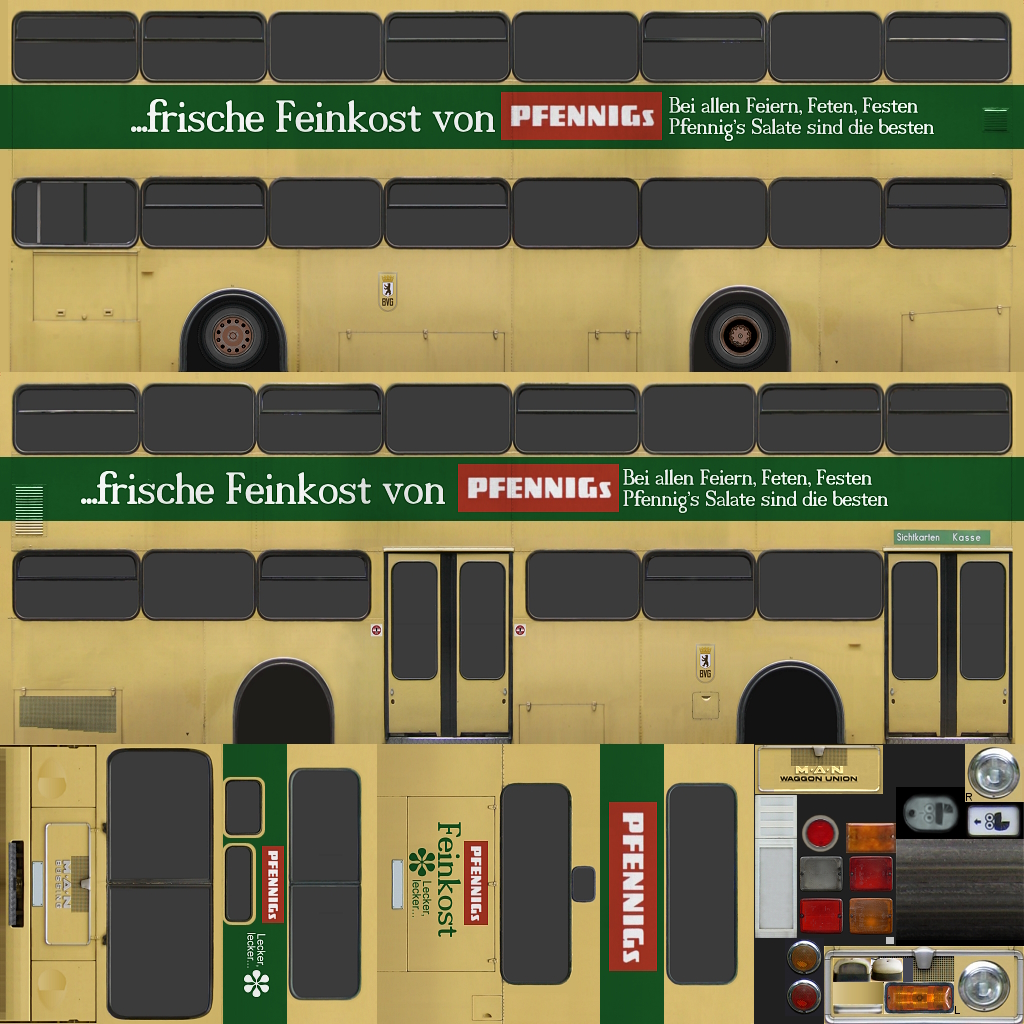 ...frische Feinkost von PFENNIGs Bei allen Feiern, Feten, Festen
Pfennig's Salate sind die besten
BVG
...frische Feinkost von PFENNIGs Bei allen Feiern, Feten, Festen
Pfennig's Salate sind die besten
Sichtkarten Kasse
BVG
M·A·N
BÜSSING
PFENNIGs
Lecker,
lecker...
Feinkost
Lecker,
lecker...
PFENNIGs
PFENNIGs
M·A·N
WAGGON UNION
R
L